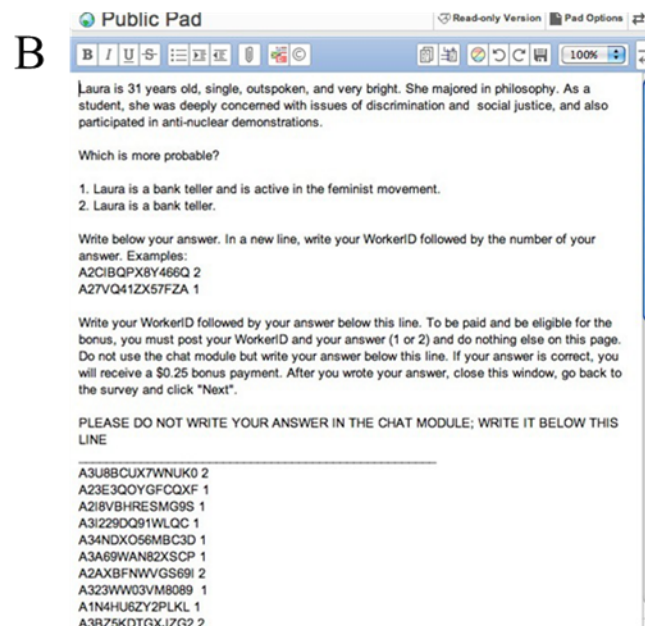 Public Pad
Read-only Version Pad Options
B
B I U S 100%
Laura is 31 years old, single, outspoken, and very bright. She majored in philosophy. As a
student, she was deeply concerned with issues of discrimination and social justice, and also
participated in anti-nuclear demonstrations.
Which is more probable?
1. Laura is a bank teller and is active in the feminist movement.
2. Laura is a bank teller.
Write below your answer. In a new line, write your WorkerID followed by the number of your
answer. Examples:
A2CIBQPX8Y466Q 2
A27VQ41ZX57FZA 1
Write your WorkerID followed by your answer below this line. To be paid and be eligible for the
bonus, you must post your WorkerID and your answer (1 or 2) and do nothing else on this page.
Do not use the chat module but write your answer below this line. If your answer is correct, you
will receive a $0.25 bonus payment. After you wrote your answer, close this window, go back to
the survey and click "Next".
PLEASE DO NOT WRITE YOUR ANSWER IN THE CHAT MODULE; WRITE IT BELOW THIS
LINE
A3U8BCUX7WNUK0 2
A23E3QOYGFCQXF 1
A2I8VBHRESMG9S 1
A3I229DQ91WLQC 1
A34NDXO56MBC3D 1
A3A69WAN82XSCP 1
A2AXBFNWVGS69I 2
A323WW03VM8089 1
A1N4HU6ZY2PLKL 1
A3BZ5KDTGXJZG2 2